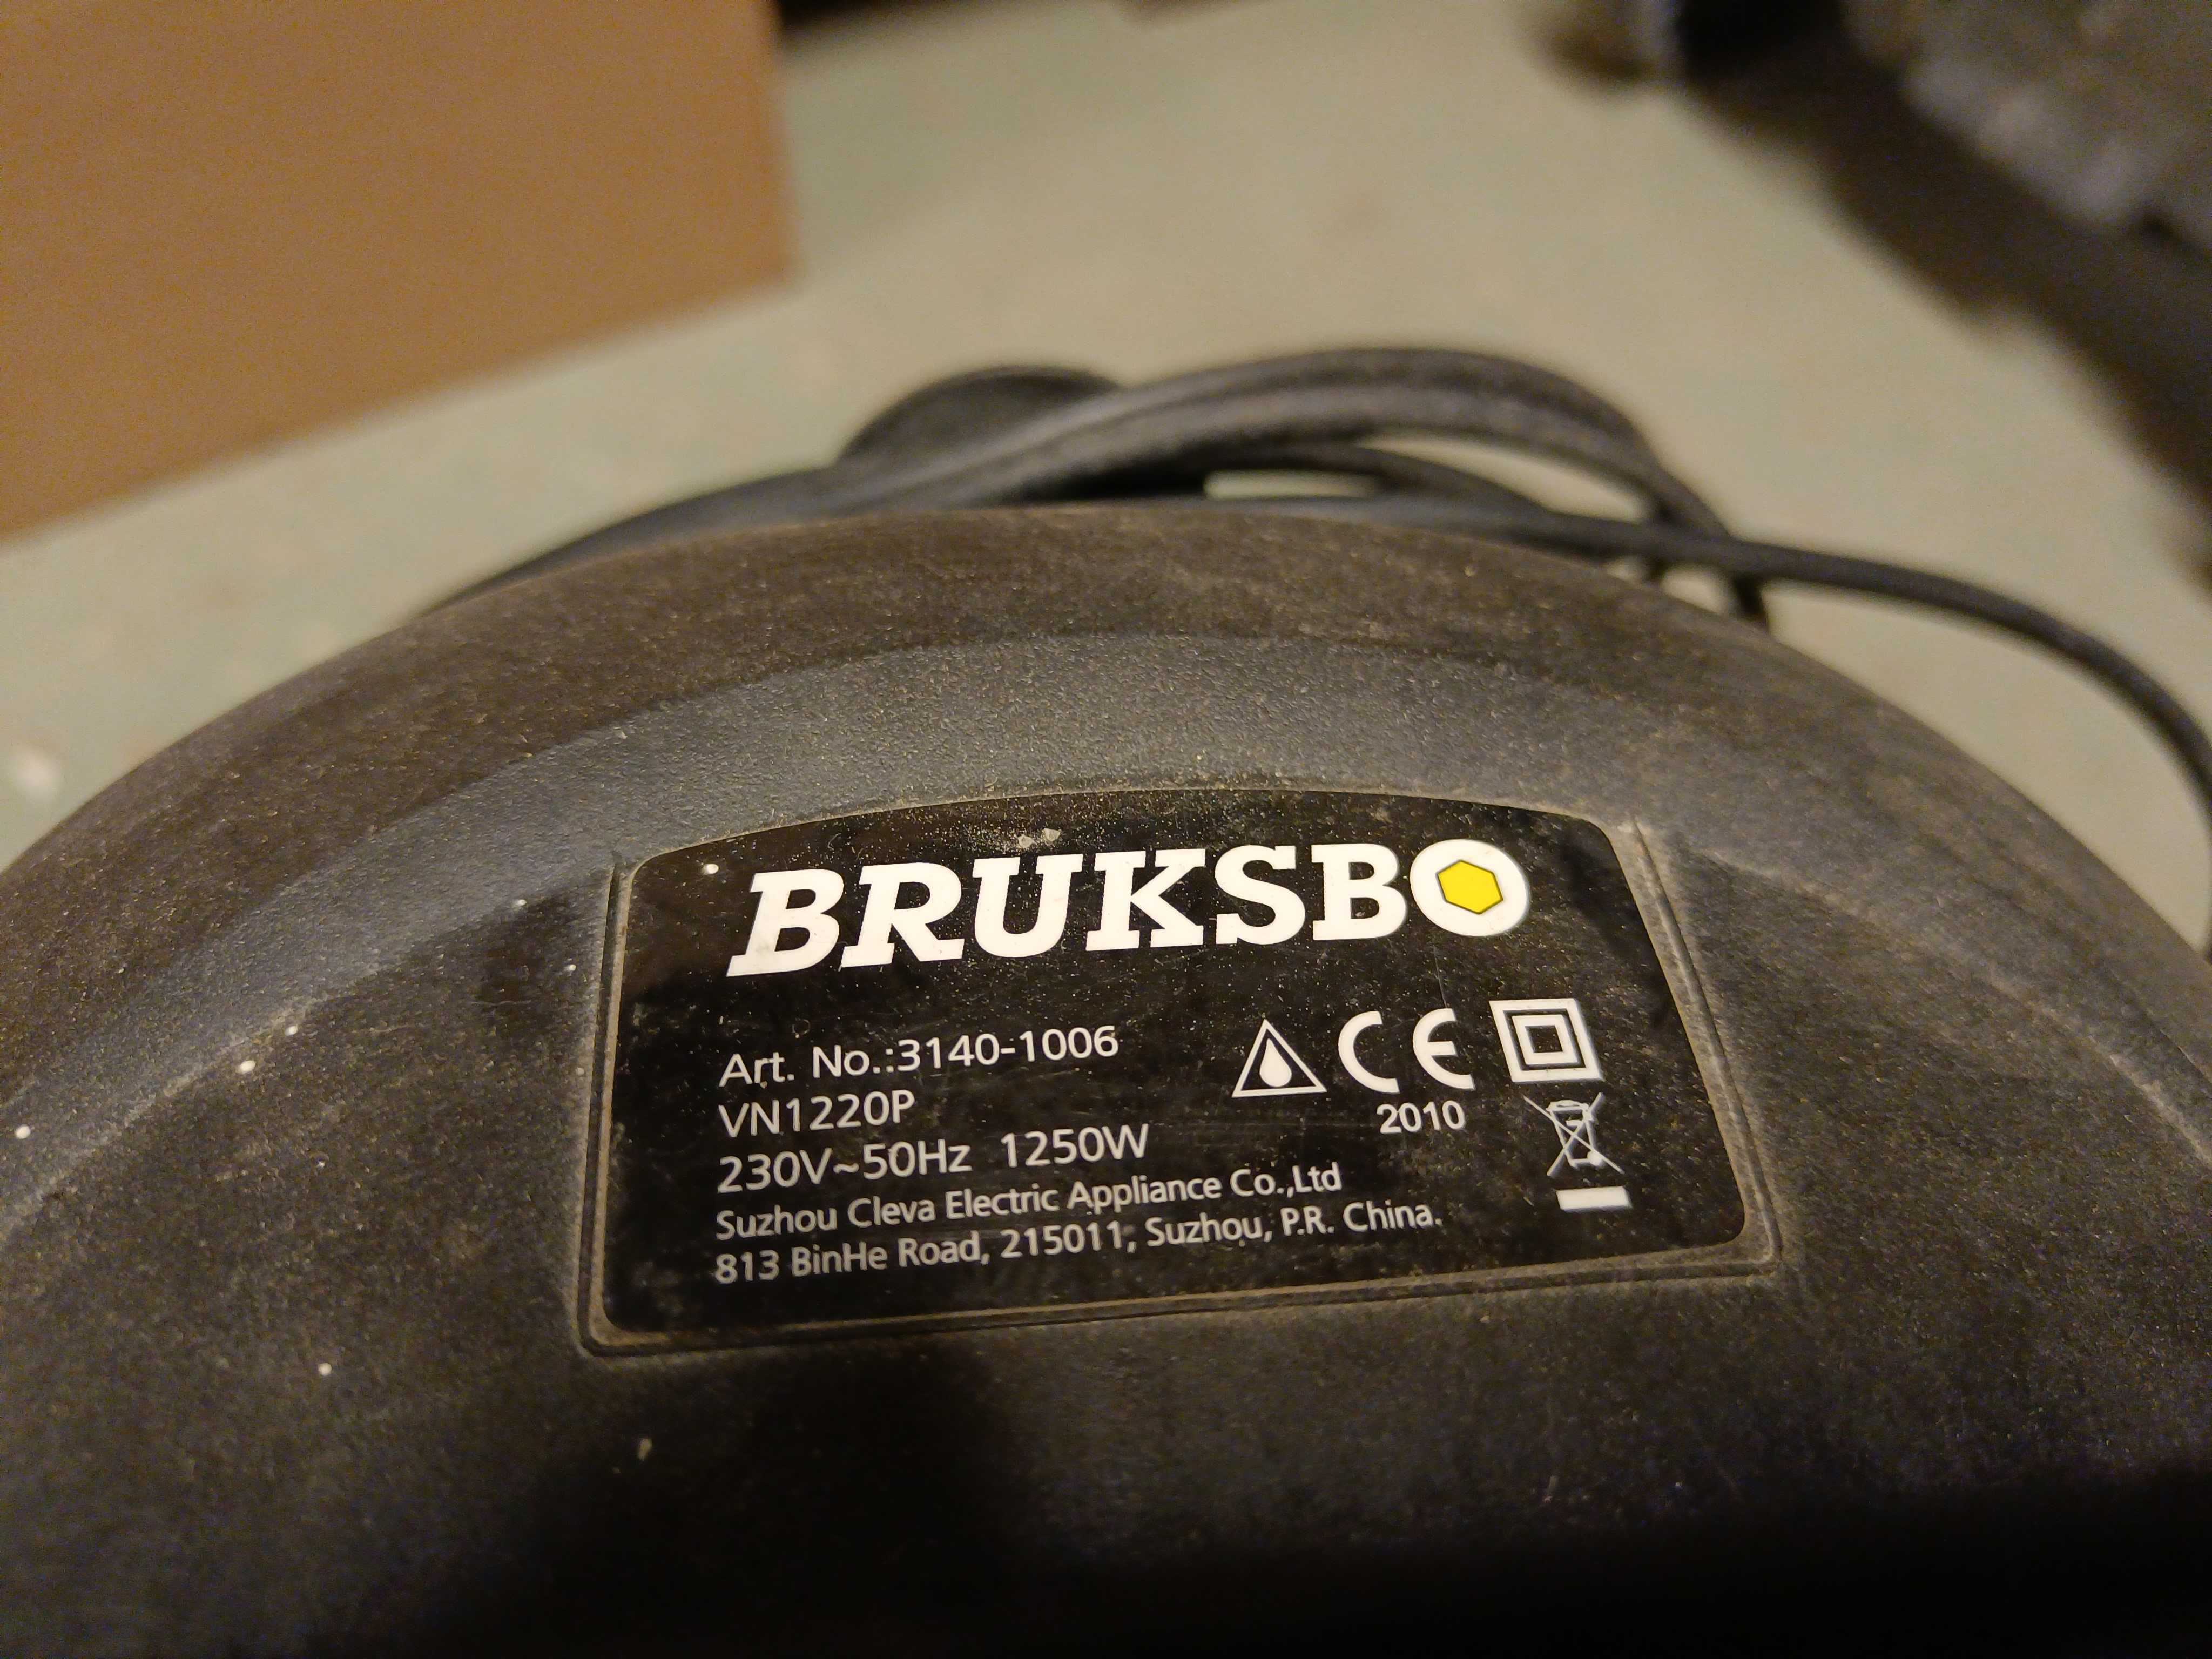 BRUKSBO
Art. No.:3140-1006
VN1220P
230V~50Hz 1250W
Suzhou Cleva Electric Appliance Co.,Ltd
813 BinHe Road, 215011, Suzhou, P.R. China.
CE
2010